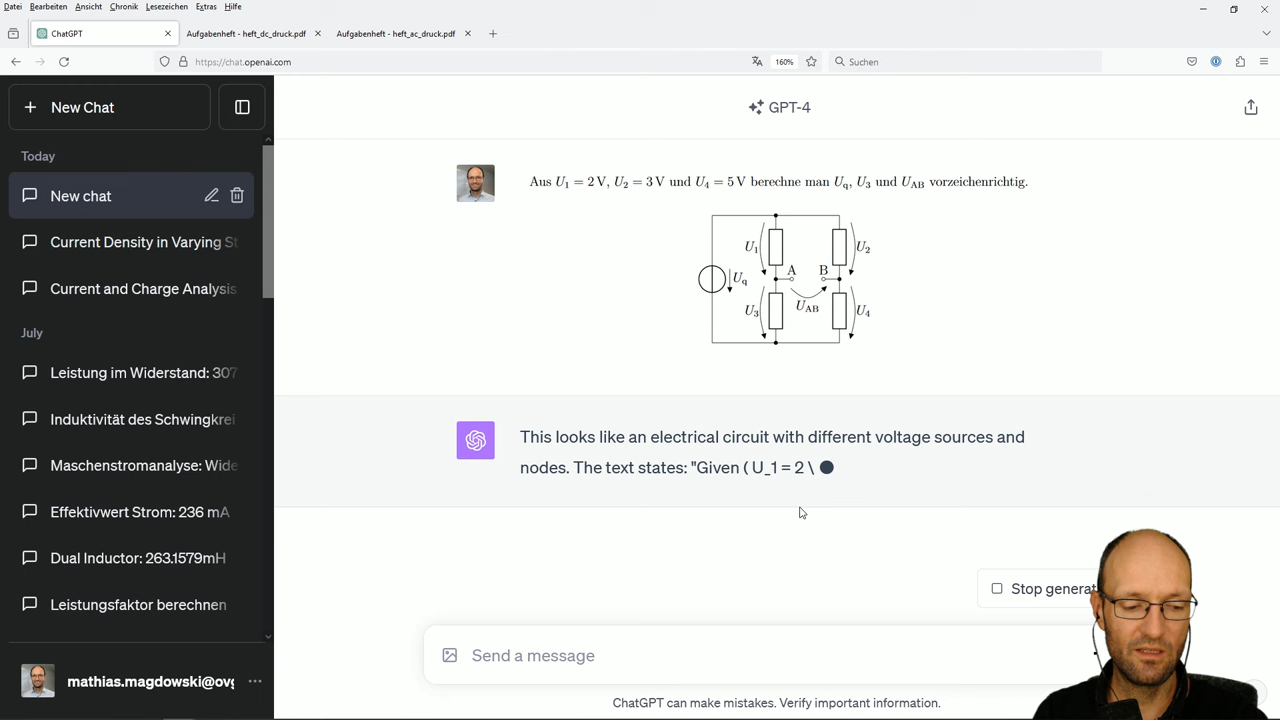 Datei Bearbeiten Ansicht Chronik Lesezeichen Extras Hilfe
ChatGPT Aufgabenheft - heft_dc_druck.pdf Aufgabenheft - heft_ac_druck.pdf
https://chat.openai.com 160% Suchen
New Chat GPT-4
Today
New chat
Current Density in Varying St
Current and Charge Analysis
July
Leistung im Widerstand: 307
Induktivität des Schwingkrei
Maschenstromanalyse: Wide
Effektivwert Strom: 236 mA
Dual Inductor: 263.1579mH
Leistungsfaktor berechnen
mathias.magdowski@ovg
Aus U₁ = 2 V, U₂ = 3 V und U₄ = 5 V berechne man U_q, U₃ und U_AB vorzeichenrichtig.
U₁ U₂
A B
U_q
U_AB
U₃ U₄
This looks like an electrical circuit with different voltage sources and
nodes. The text states: "Given ( U_1 = 2 \
Stop generat
Send a message
ChatGPT can make mistakes. Verify important information.